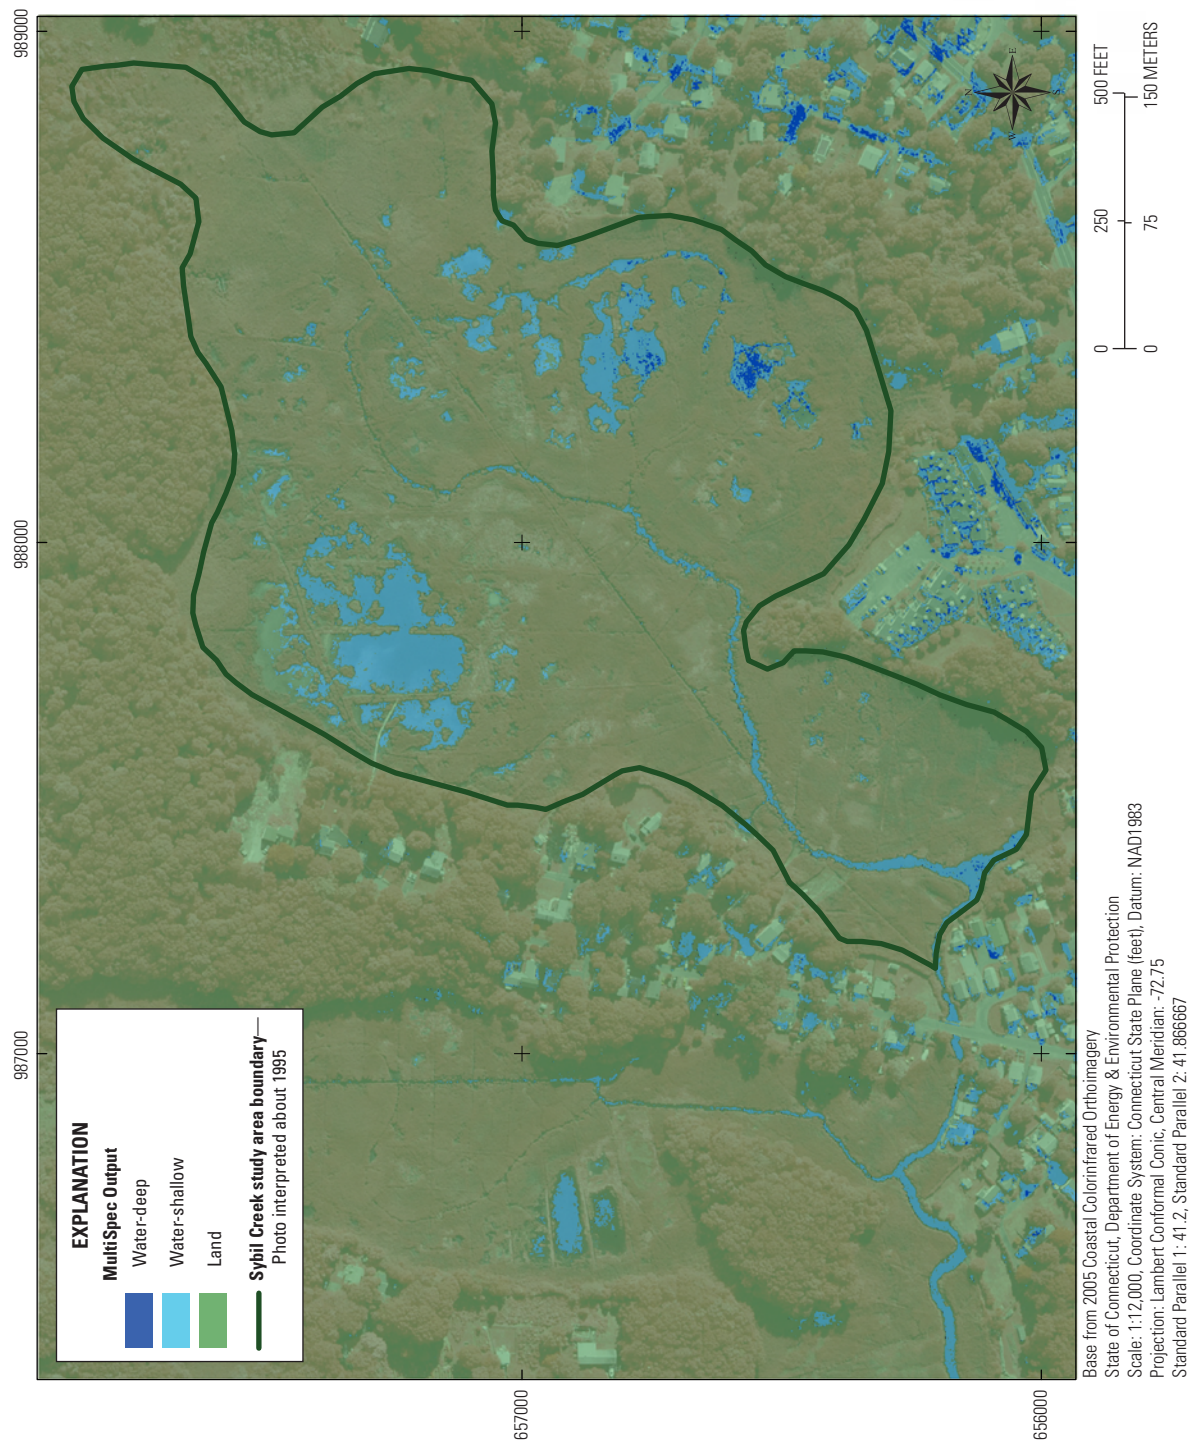 989000
988000
987000
657000
656000
N
E
S
W
EXPLANATION
MultiSpec Output
Water-deep
Water-shallow
Land
Sybil Creek study area boundary—
Photo interpreted about 1995
0 250 500 FEET
0 75 150 METERS
Base from 2005 Coastal Colorinfrared Orthoimagery
State of Connecticut, Department of Energy & Environmental Protection
Scale: 1:12,000, Coordinate System: Connecticut State Plane (feet), Datum: NAD1983
Projection: Lambert Conformal Conic, Central Meridian: -72.75
Standard Parallel 1: 41.2, Standard Parallel 2: 41.866667